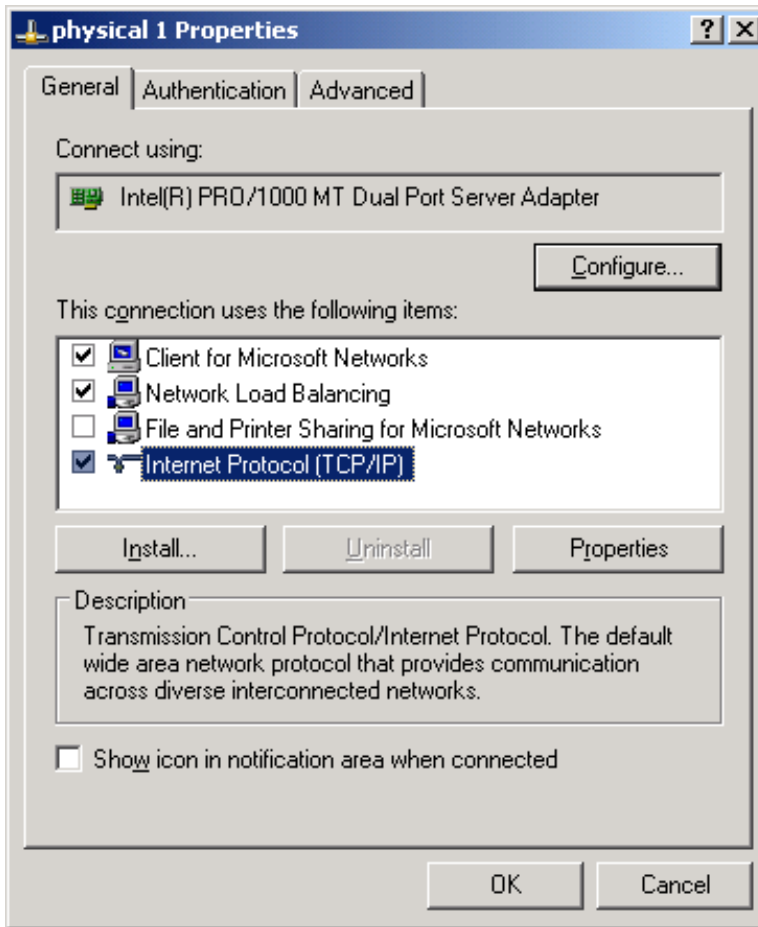 physical 1 Properties
General
Authentication
Advanced
Connect using:
Intel(R) PRO/1000 MT Dual Port Server Adapter
Configure...
This connection uses the following items:
Client for Microsoft Networks
Network Load Balancing
File and Printer Sharing for Microsoft Networks
Internet Protocol (TCP/IP)
Install...
Uninstall
Properties
Description
Transmission Control Protocol/Internet Protocol. The default
wide area network protocol that provides communication
across diverse interconnected networks.
Show icon in notification area when connected
OK
Cancel